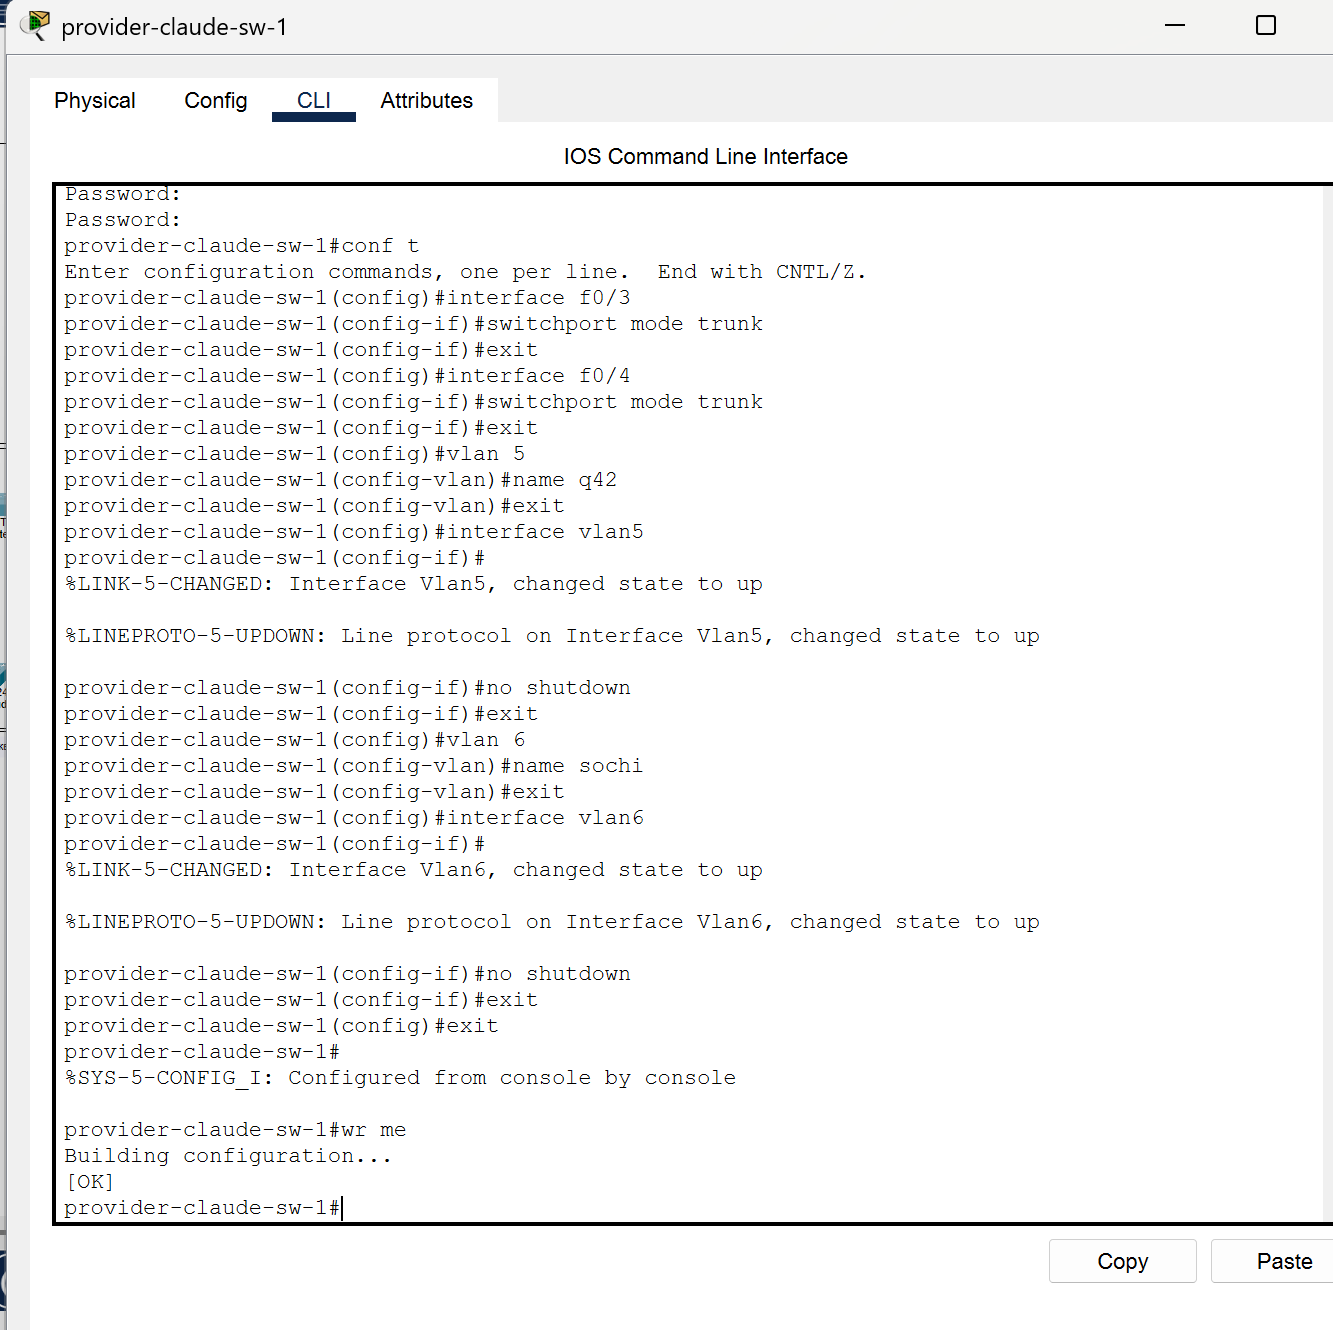 provider-claude-sw-1
Physical Config CLI Attributes
IOS Command Line Interface
Password:
Password:
provider-claude-sw-1#conf t
Enter configuration commands, one per line.  End with CNTL/Z.
provider-claude-sw-1(config)#interface f0/3
provider-claude-sw-1(config-if)#switchport mode trunk
provider-claude-sw-1(config-if)#exit
provider-claude-sw-1(config)#interface f0/4
provider-claude-sw-1(config-if)#switchport mode trunk
provider-claude-sw-1(config-if)#exit
provider-claude-sw-1(config)#vlan 5
provider-claude-sw-1(config-vlan)#name q42
provider-claude-sw-1(config-vlan)#exit
provider-claude-sw-1(config)#interface vlan5
provider-claude-sw-1(config-if)#
%LINK-5-CHANGED: Interface Vlan5, changed state to up
%LINEPROTO-5-UPDOWN: Line protocol on Interface Vlan5, changed state to up
provider-claude-sw-1(config-if)#no shutdown
provider-claude-sw-1(config-if)#exit
provider-claude-sw-1(config)#vlan 6
provider-claude-sw-1(config-vlan)#name sochi
provider-claude-sw-1(config-vlan)#exit
provider-claude-sw-1(config)#interface vlan6
provider-claude-sw-1(config-if)#
%LINK-5-CHANGED: Interface Vlan6, changed state to up
%LINEPROTO-5-UPDOWN: Line protocol on Interface Vlan6, changed state to up
provider-claude-sw-1(config-if)#no shutdown
provider-claude-sw-1(config-if)#exit
provider-claude-sw-1(config)#exit
provider-claude-sw-1#
%SYS-5-CONFIG_I: Configured from console by console
provider-claude-sw-1#wr me
Building configuration...
[OK]
provider-claude-sw-1#
Copy Paste